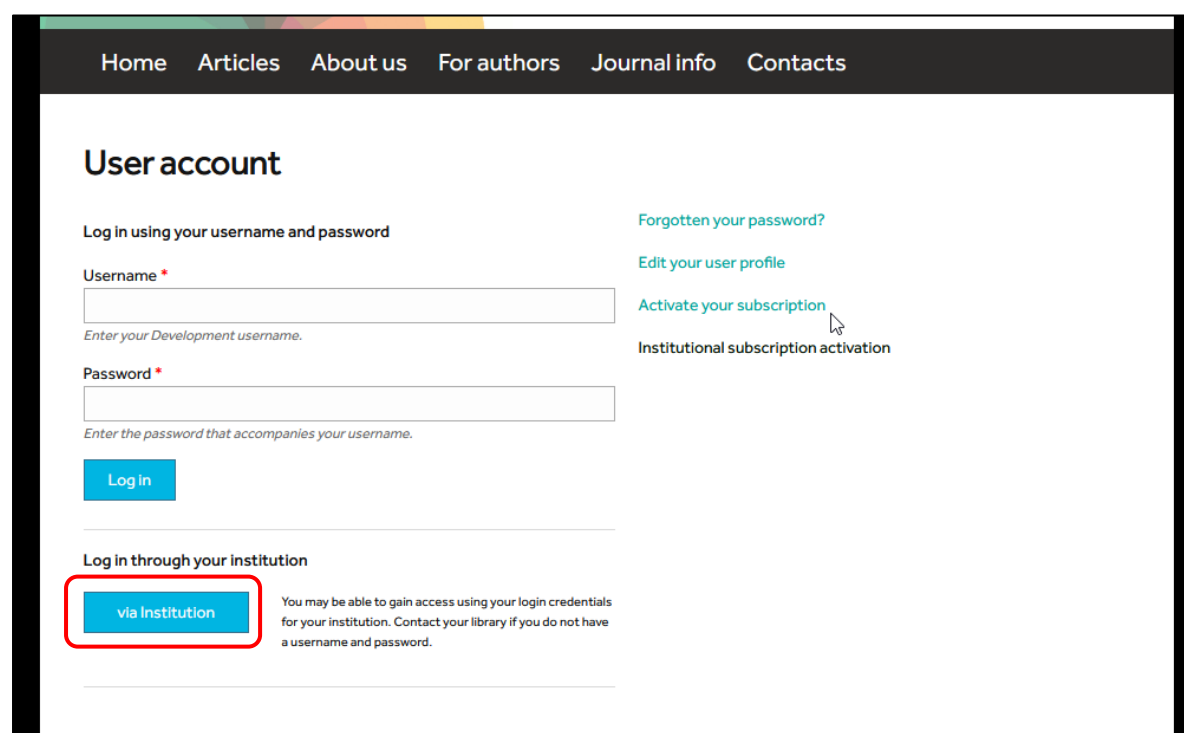 Home Articles About us For authors Journal info Contacts
User account
Log in using your username and password
Username *
Enter your Development username.
Password *
Enter the password that accompanies your username.
Log in
Log in through your institution
via Institution
You may be able to gain access using your login credentials
for your institution. Contact your library if you do not have
a username and password.
Forgotten your password?
Edit your user profile
Activate your subscription
Institutional subscription activation